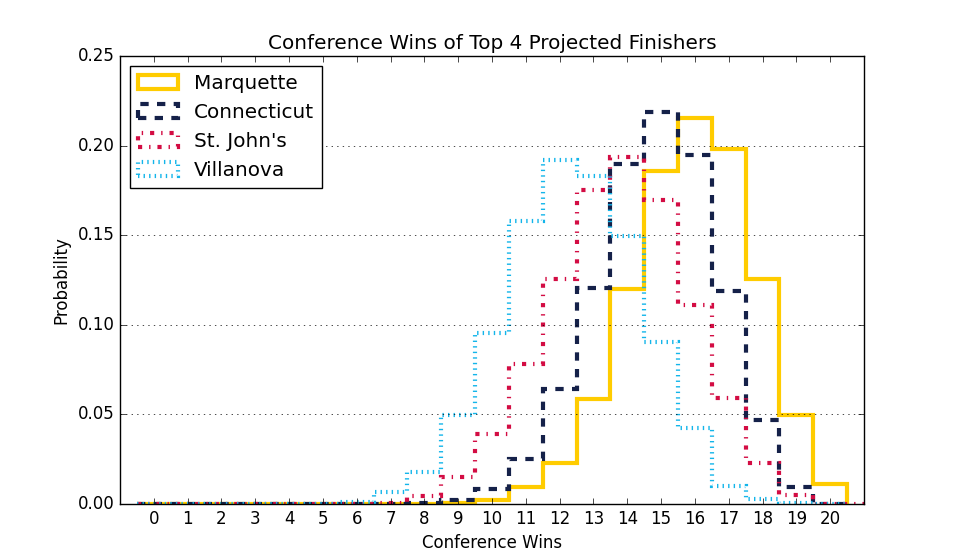 Conference Wins of Top 4 Projected Finishers
Marquette
Connecticut
St. John's
Villanova
0.25
0.20
0.15
0.10
0.05
0.00
Probability
0 1 2 3 4 5 6 7 8 9 10 11 12 13 14 15 16 17 18 19 20
Conference Wins